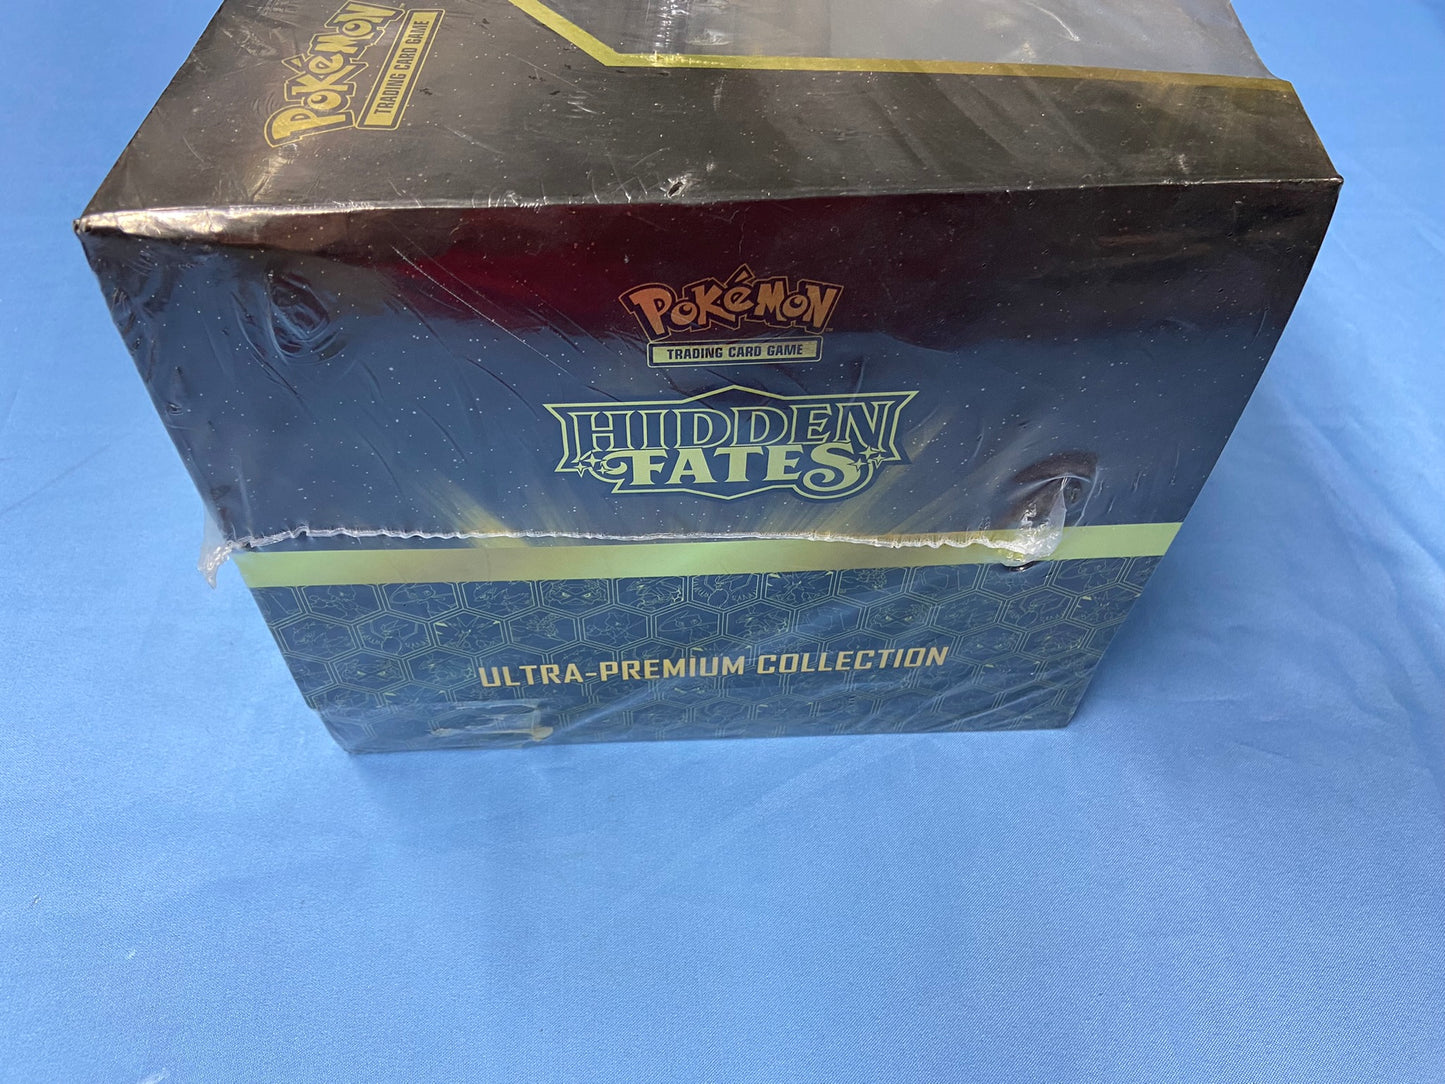 Pokémon
TRADING CARD GAME
Pokémon
TRADING CARD GAME
HIDDEN
FATES
ULTRA-PREMIUM COLLECTION